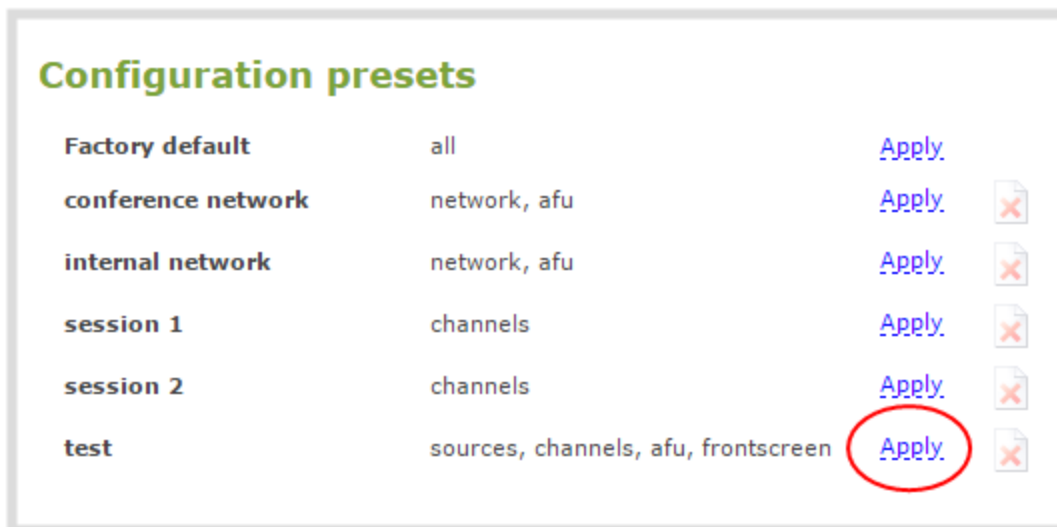 Configuration presets
Factory default all Apply
conference network network, afu Apply
internal network network, afu Apply
session 1 channels Apply
session 2 channels Apply
test sources, channels, afu, frontscreen Apply